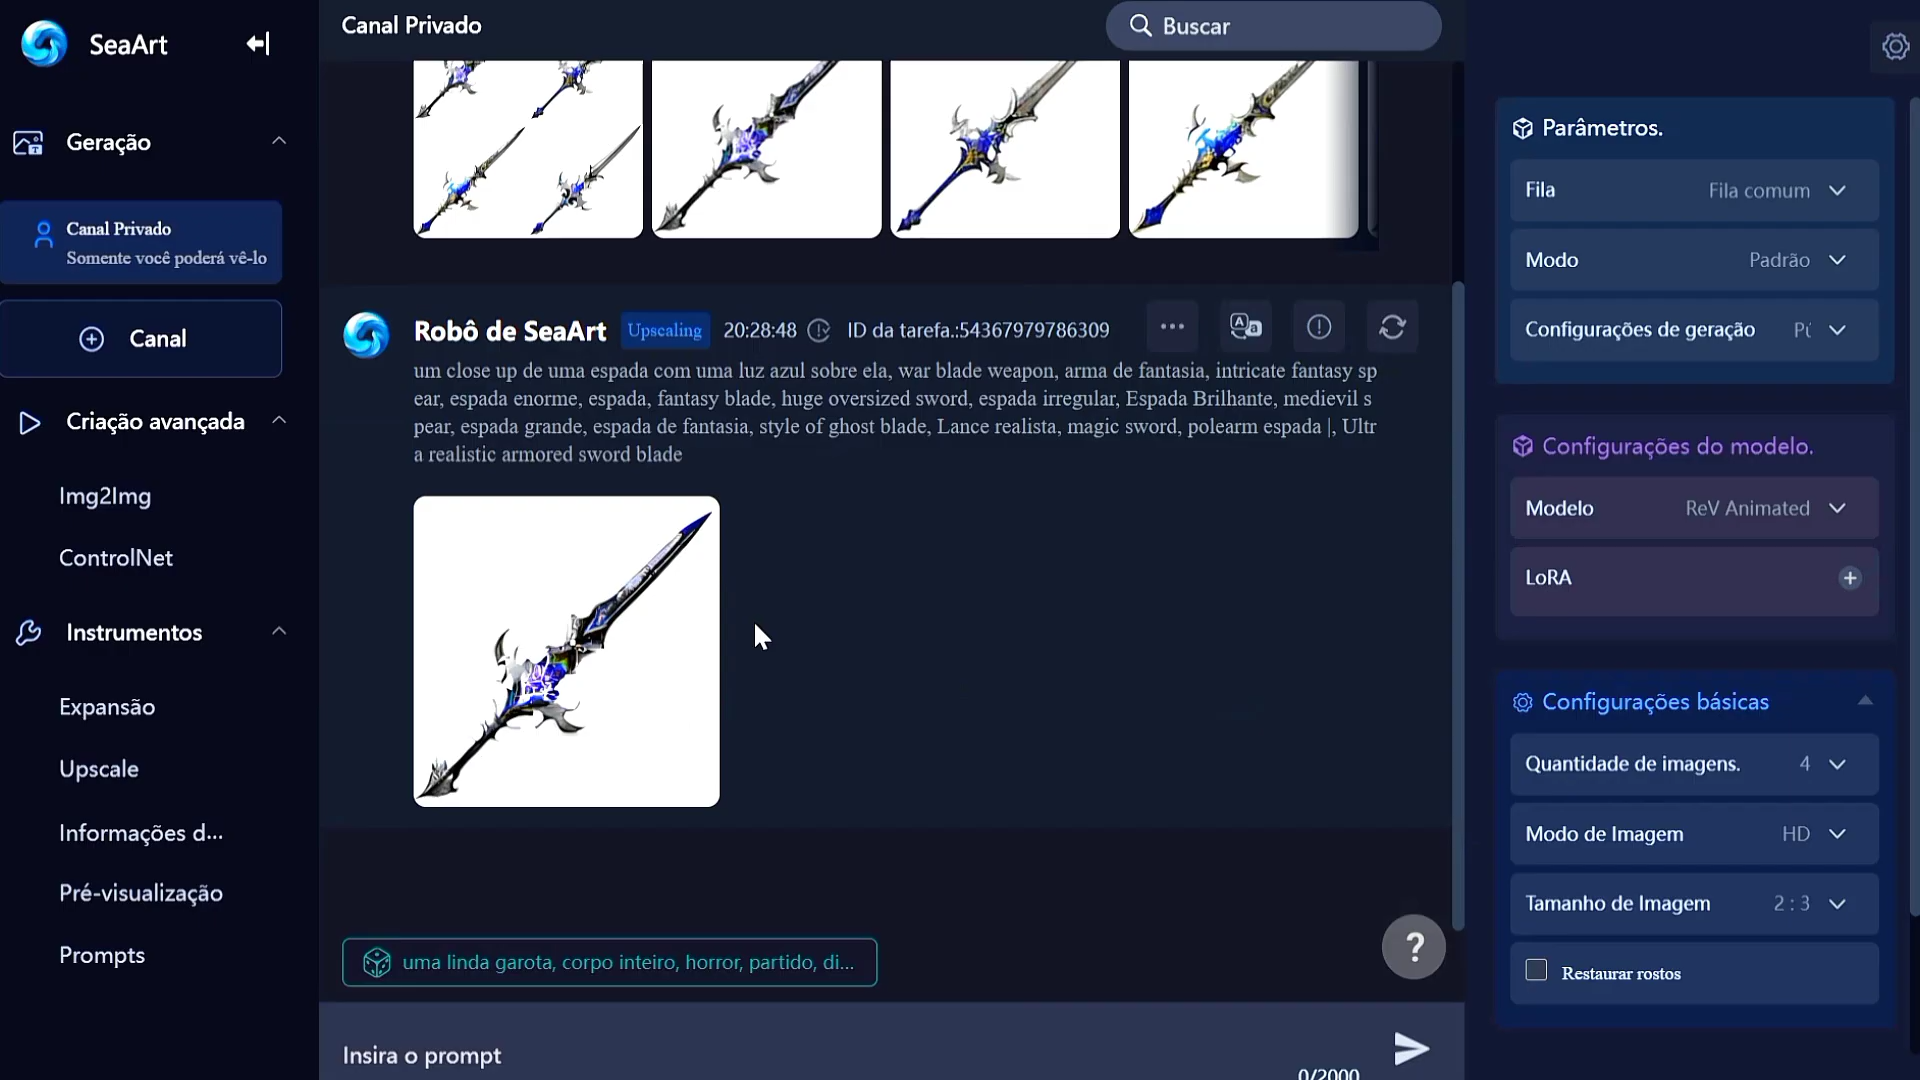 SeaArt
Geração
Canal Privado
Somente você poderá vê-lo
Canal
Criação avançada
Img2Img
ControlNet
Instrumentos
Expansão
Upscale
Informações d...
Pré-visualização
Prompts
Canal Privado
Buscar
Robô de SeaArt Upscaling 20:28:48 ID da tarefa.:54367979786309
um close up de uma espada com uma luz azul sobre ela, war blade weapon, arma de fantasia, intricate fantasy sp
ear, espada enorme, espada, fantasy blade, huge oversized sword, espada irregular, Espada Brilhante, medievil s
pear, espada grande, espada de fantasia, style of ghost blade, Lance realista, magic sword, polearm espada |, Ultr
a realistic armored sword blade
uma linda garota, corpo inteiro, horror, partido, di...
?
Insira o prompt
0/2000
Parâmetros.
Fila Fila comum
Modo Padrão
Configurações de geração Pú
Configurações do modelo.
Modelo ReV Animated
LoRA
Configurações básicas
Quantidade de imagens. 4
Modo de Imagem HD
Tamanho de Imagem 2 : 3
Restaurar rostos